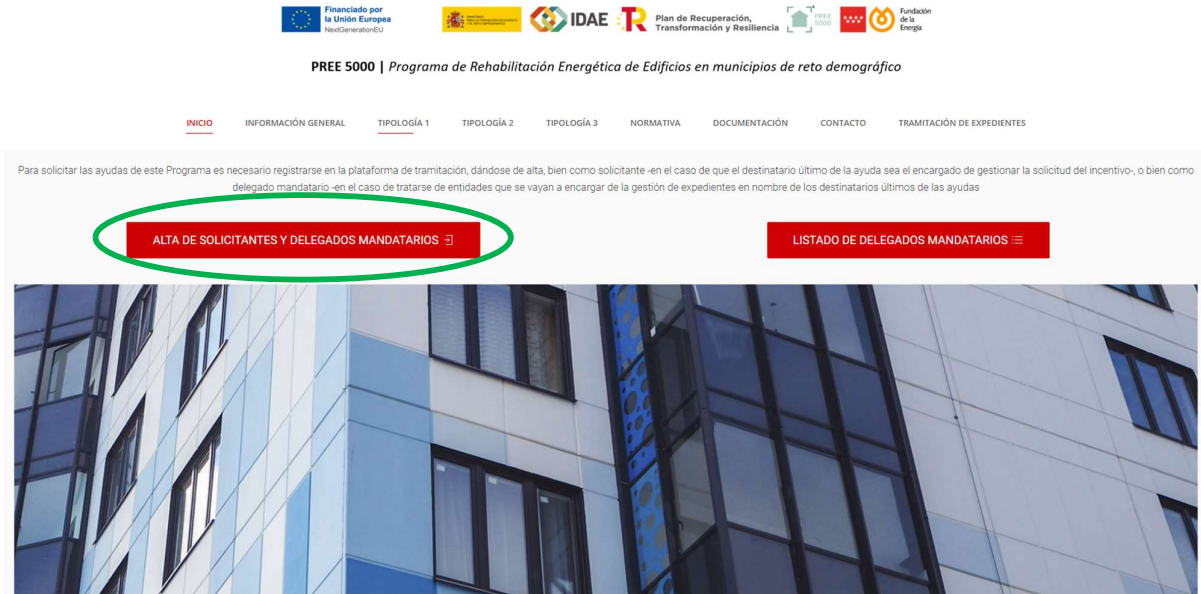 Financiado por
la Unión Europea
NextGenerationEU
IDAE
Plan de Recuperación,
Transformación y Resiliencia
PREE
5000
Fundación
de la
Energía
PREE 5000 | Programa de Rehabilitación Energética de Edificios en municipios de reto demográfico
INICIO INFORMACIÓN GENERAL TIPOLOGÍA 1 TIPOLOGÍA 2 TIPOLOGÍA 3 NORMATIVA DOCUMENTACIÓN CONTACTO TRAMITACIÓN DE EXPEDIENTES
Para solicitar las ayudas de este Programa es necesario registrarse en la plataforma de tramitación, dándose de alta, bien como solicitante -en el caso de que el destinatario último de la ayuda sea el encargado de gestionar la solicitud del incentivo-, o bien como
delegado mandatario -en el caso de tratarse de entidades que se vayan a encargar de la gestión de expedientes en nombre de los destinatarios últimos de las ayudas
ALTA DE SOLICITANTES Y DELEGADOS MANDATARIOS
LISTADO DE DELEGADOS MANDATARIOS